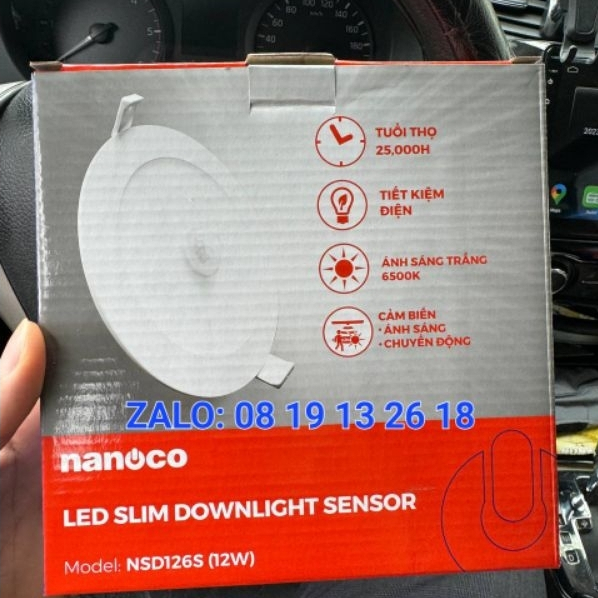 TUỔI THỌ
25,000H
TIẾT KIỆM
ĐIỆN
ÁNH SÁNG TRẮNG
6500K
CẢM BIẾN
• ÁNH SÁNG
• CHUYỂN ĐỘNG
ZALO: 08 19 13 26 18
nanoco
LED SLIM DOWNLIGHT SENSOR
Model: NSD126S (12W)